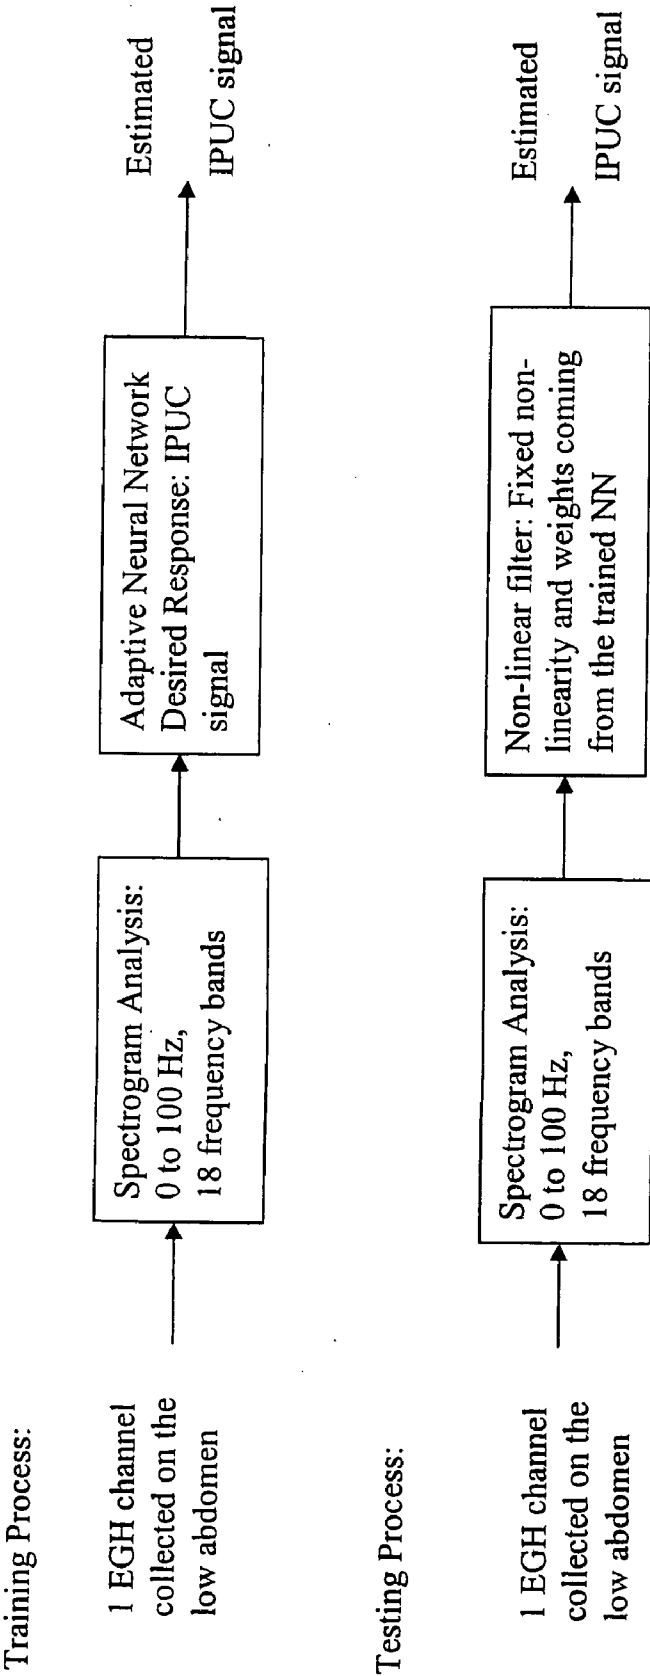 Training Process:
1 EGH channel
collected on the
low abdomen
Spectrogram Analysis:
0 to 100 Hz,
18 frequency bands
Adaptive Neural Network
Desired Response: IPUC
signal
Estimated
IPUC signal
Testing Process:
1 EGH channel
collected on the
low abdomen
Spectrogram Analysis:
0 to 100 Hz,
18 frequency bands
Non-linear filter: Fixed non-
linearity and weights coming
from the trained NN
Estimated
IPUC signal